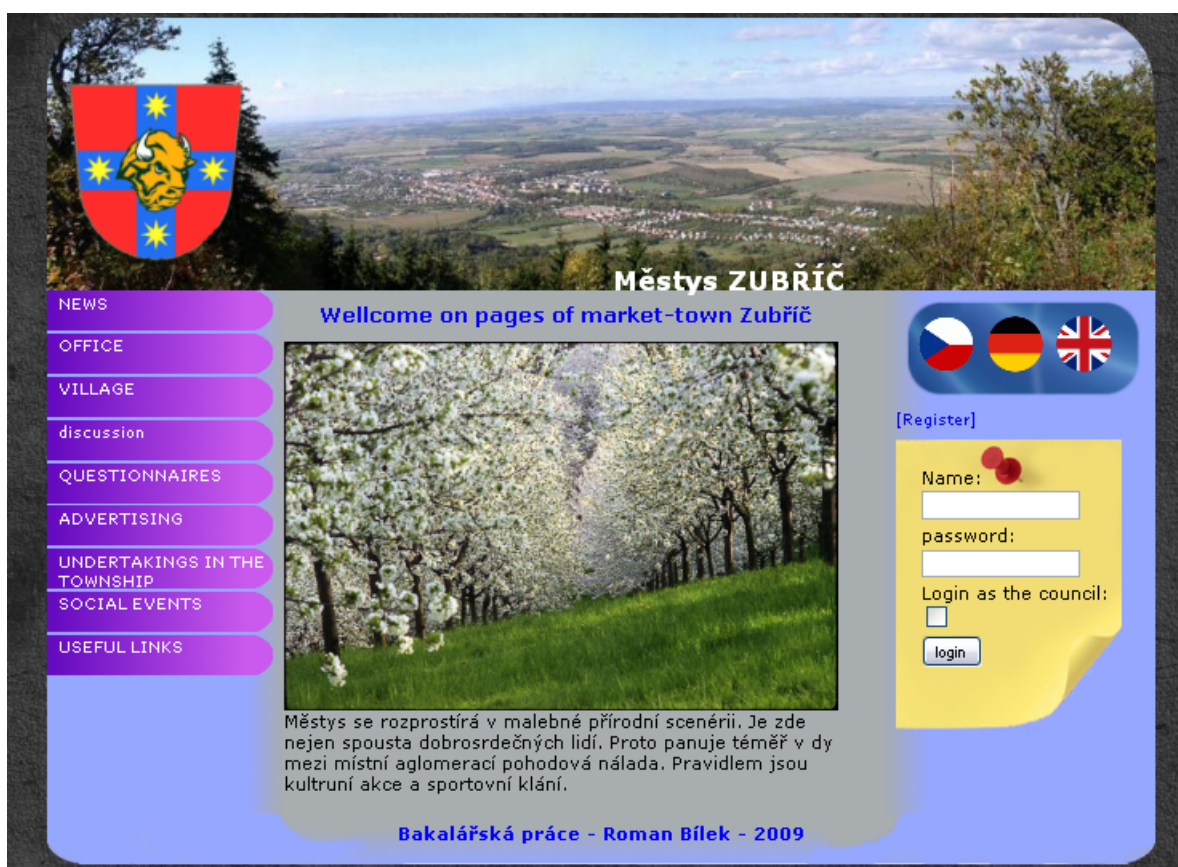 Městys ZUBŘÍČ
NEWS
OFFICE
VILLAGE
discussion
QUESTIONNAIRES
ADVERTISING
UNDERTAKINGS IN THE
TOWNSHIP
SOCIAL EVENTS
USEFUL LINKS
Wellcome on pages of market-town Zubříč
Městys se rozprostírá v malebné přírodní scenérii. Je zde
nejen spousta dobrosrdečných lidí. Proto panuje téměř v dy
mezi místní aglomerací pohodová nálada. Pravidlem jsou
kultruní akce a sportovní klání.
[Register]
Name:
password:
Login as the council:
login
Bakalářská práce - Roman Bílek - 2009